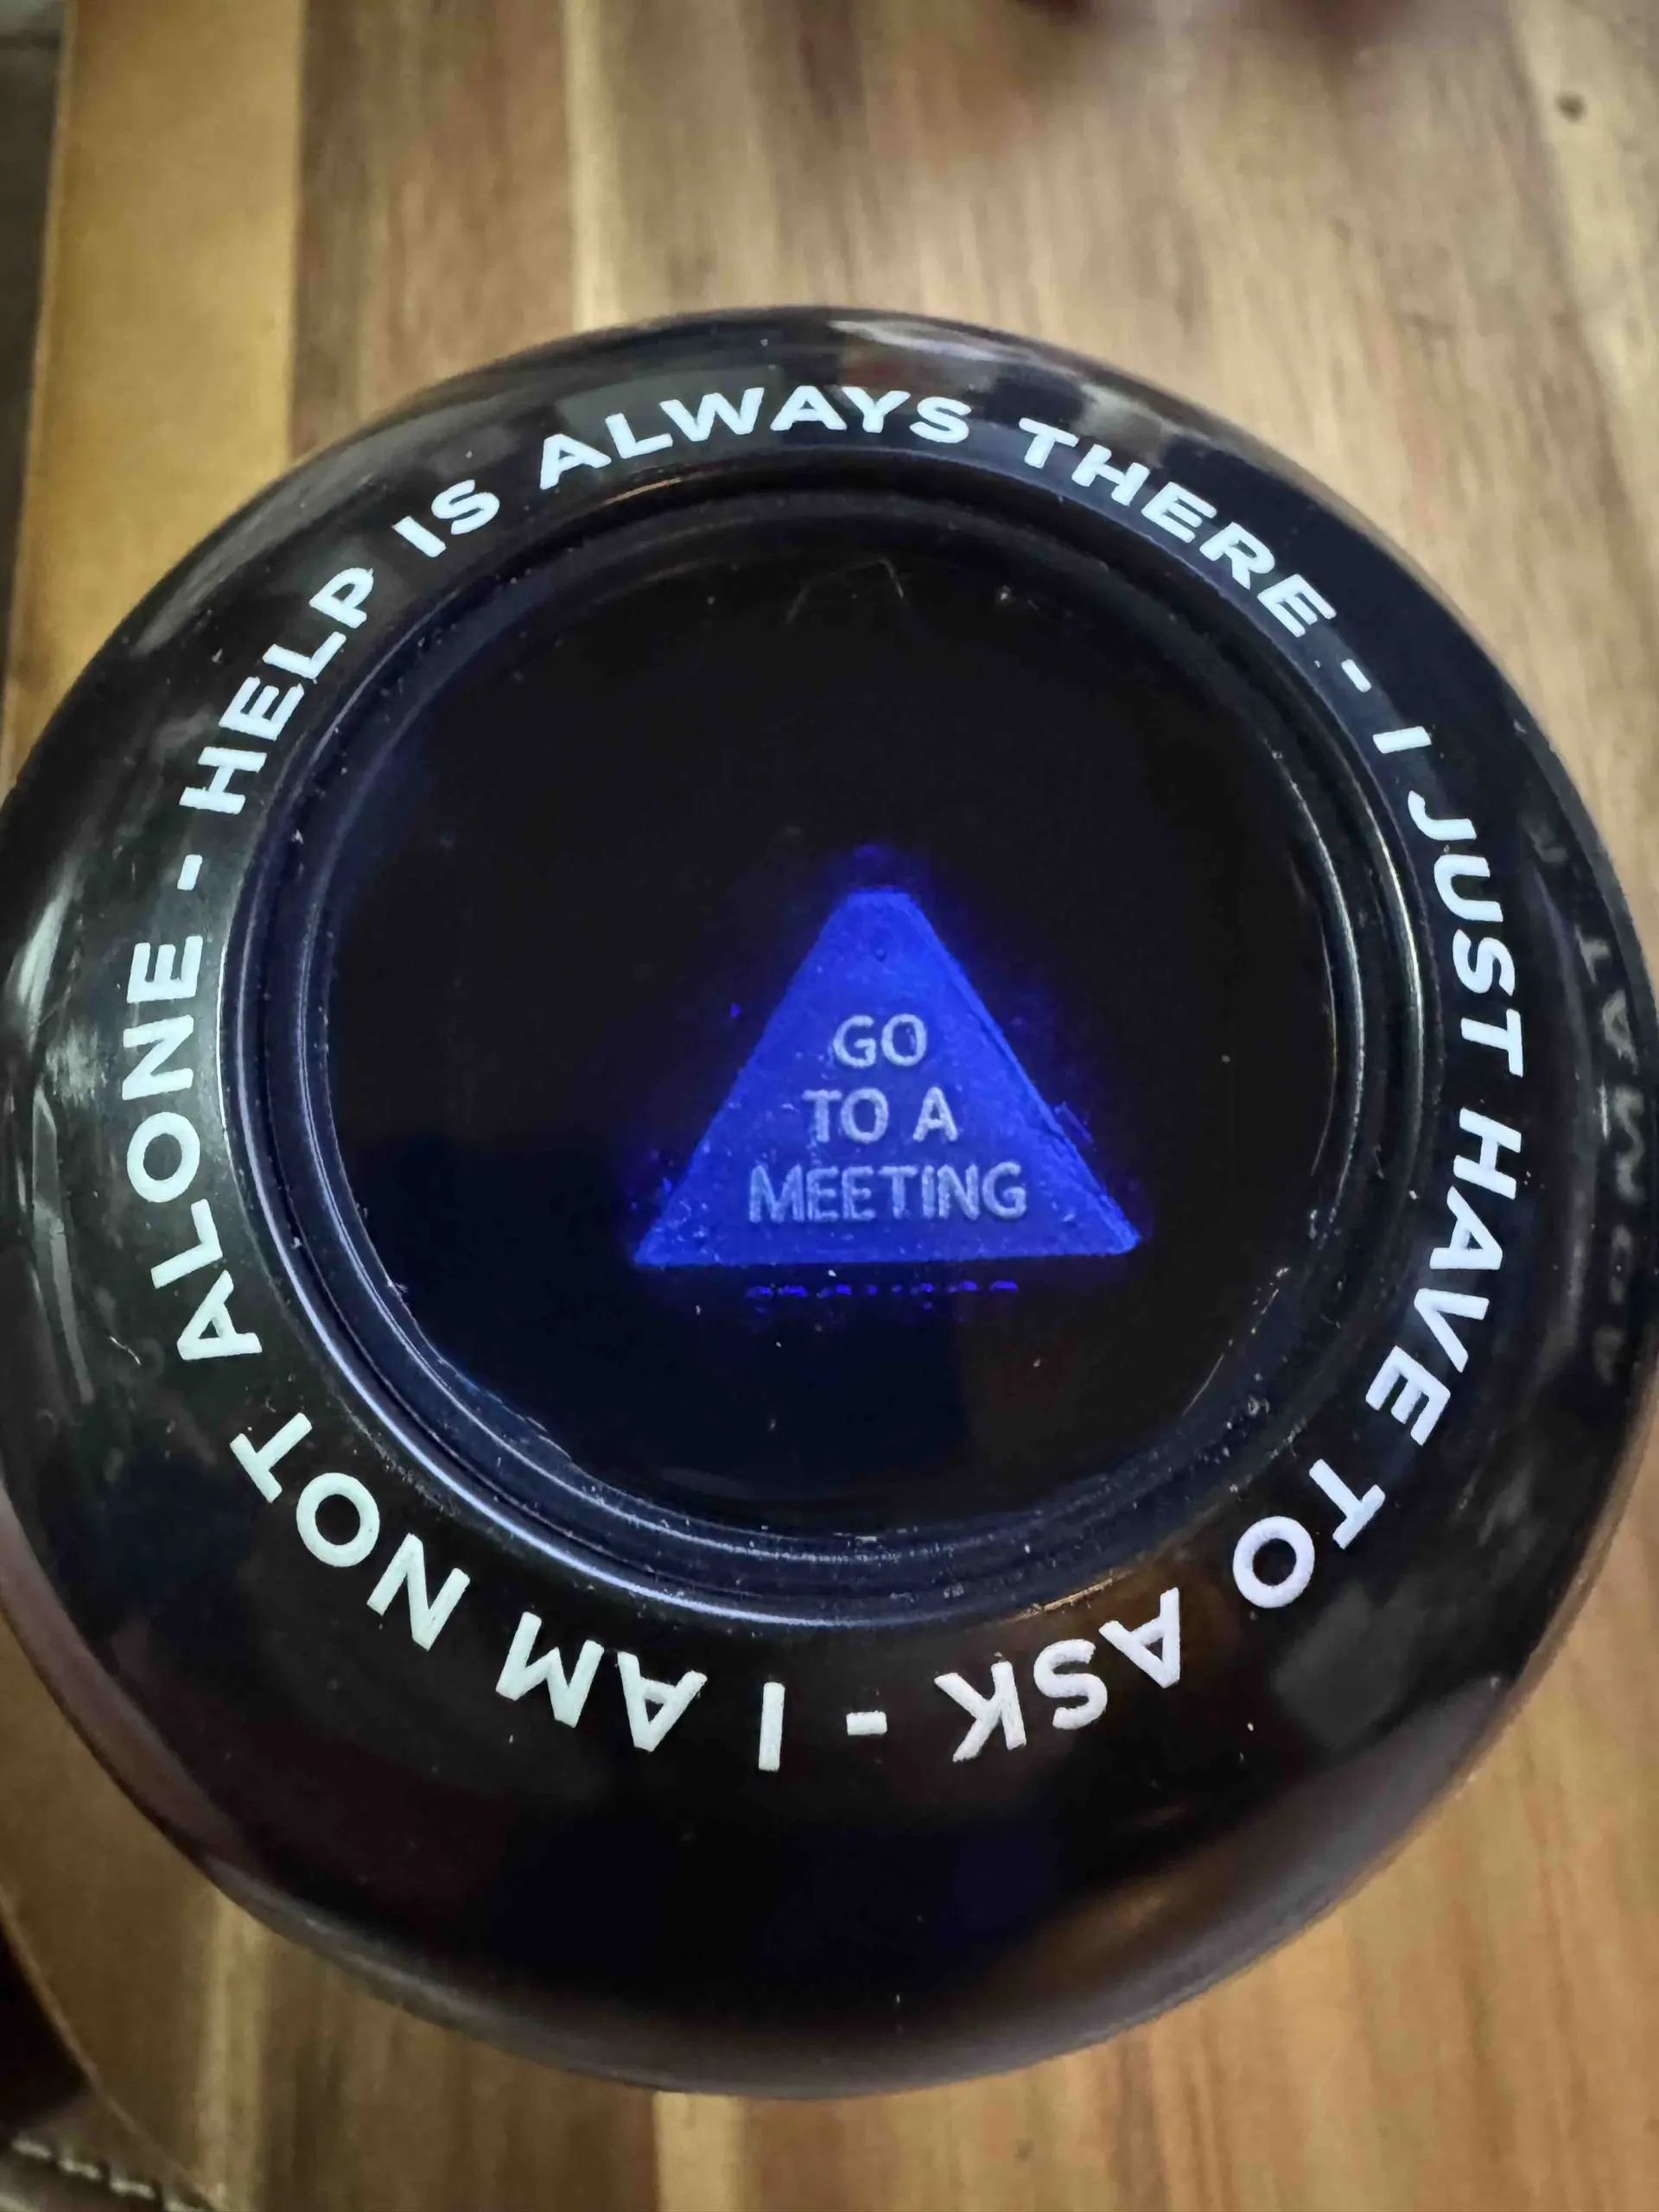 I AM NOT ALONE - HELP IS ALWAYS THERE - I JUST HAVE TO ASK -
GO
TO A
MEETING